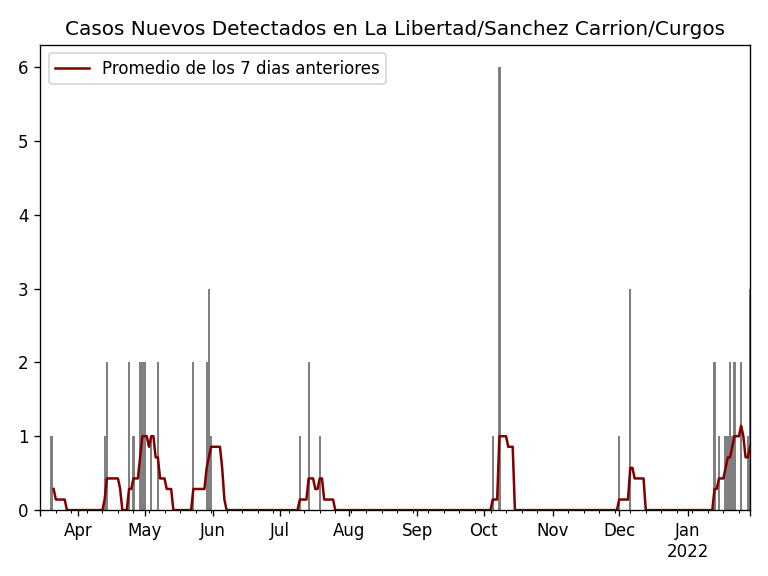 Casos Nuevos Detectados en La Libertad/Sanchez Carrion/Curgos
Promedio de los 7 dias anteriores
6
5
4
3
2
1
0
Apr May Jun Jul Aug Sep Oct Nov Dec Jan
2022